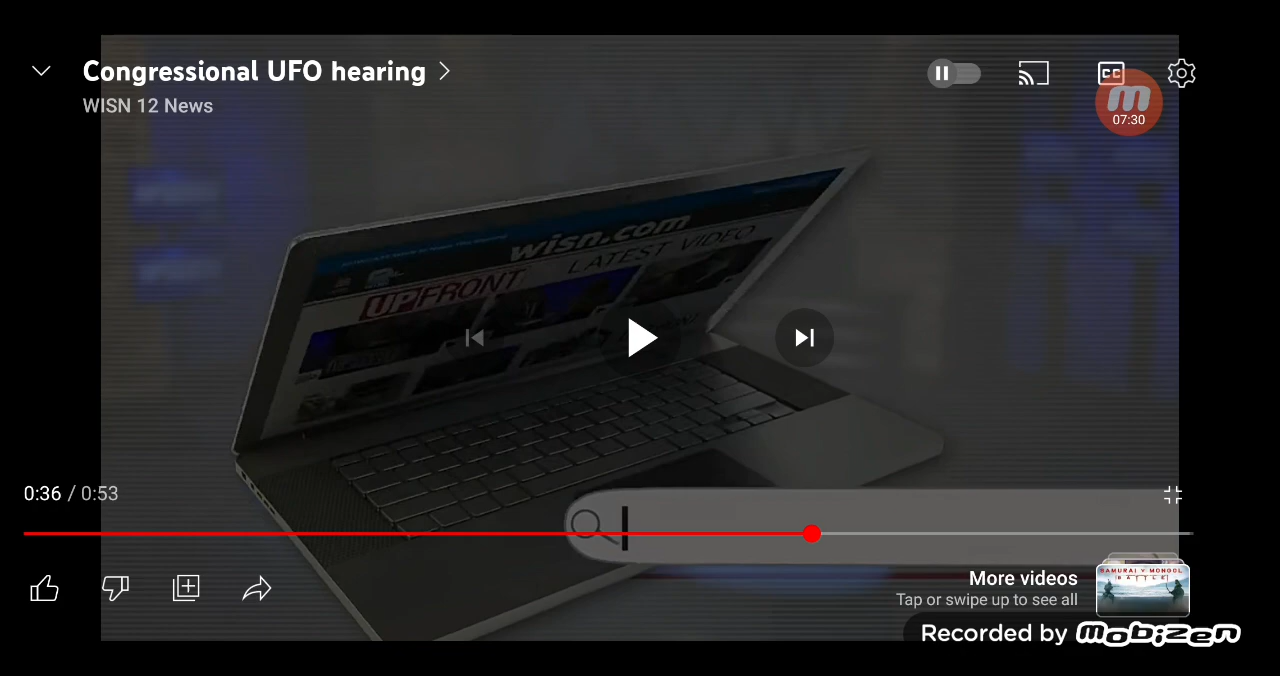 Congressional UFO hearing
WISN 12 News
CC
07:30
wisn.com
UPFRONT
LATEST VIDEO
0:36 / 0:53
More videos
Tap or swipe up to see all
SAMURAI V MONGOL
BATTLE
Recorded by mobizen